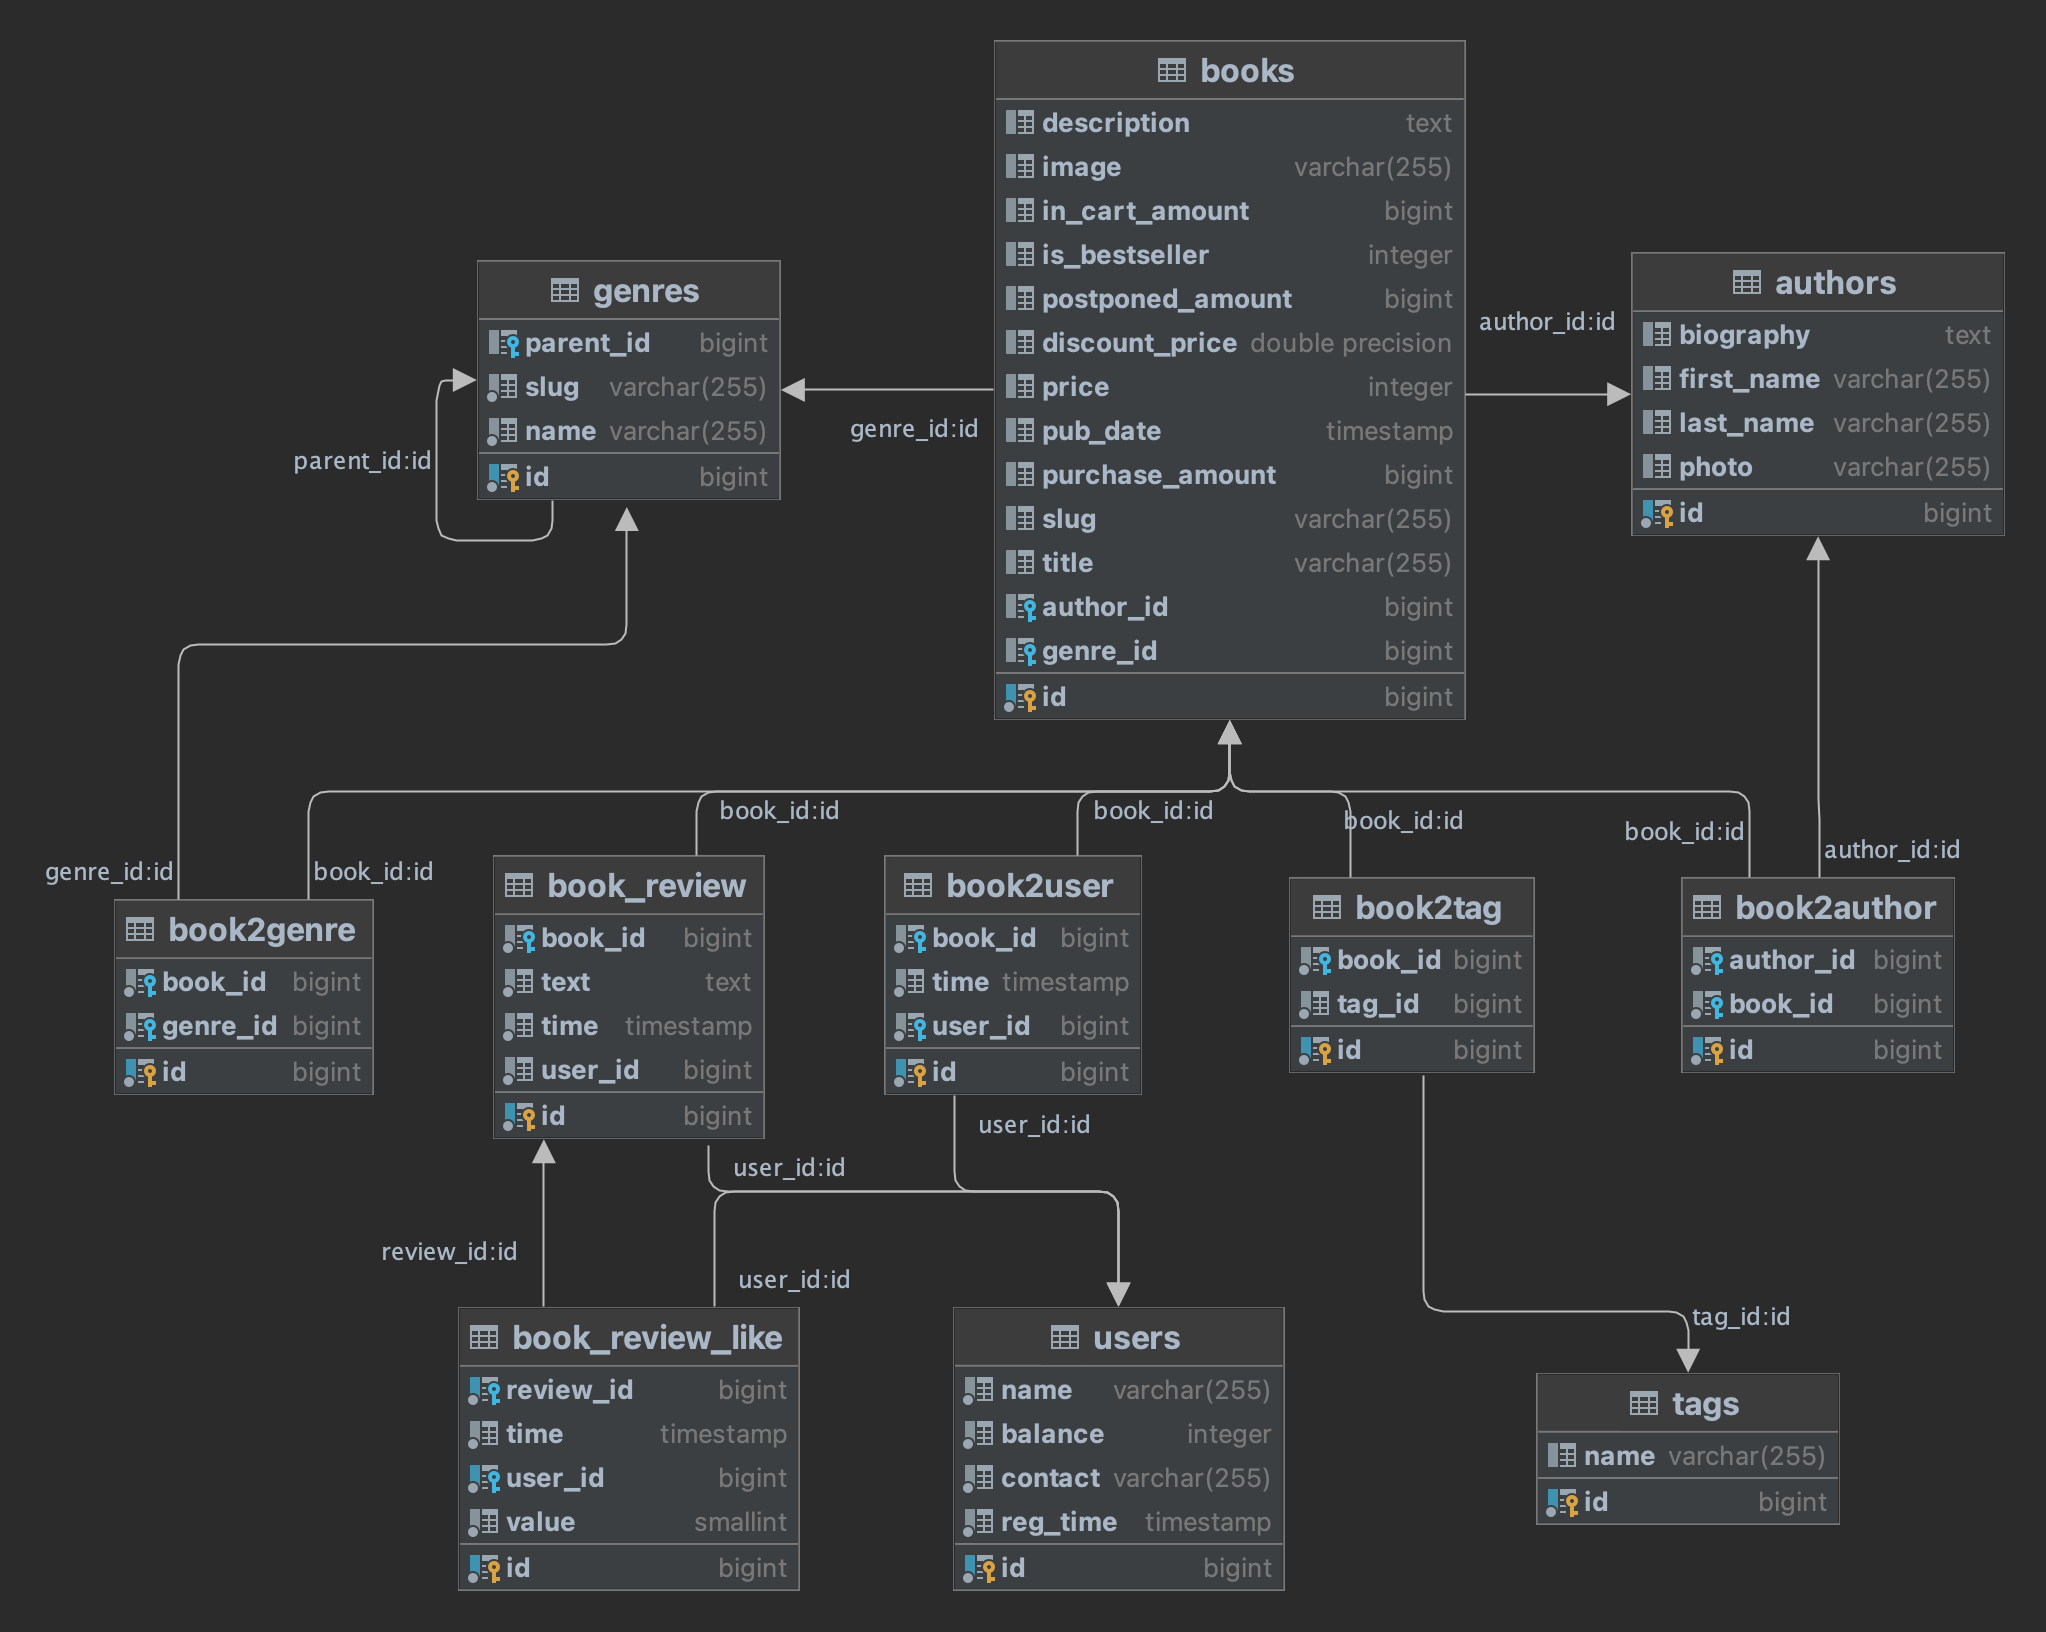 books
description text
image varchar(255)
in_cart_amount bigint
is_bestseller integer
postponed_amount bigint
discount_price double precision
price integer
pub_date timestamp
purchase_amount bigint
slug varchar(255)
title varchar(255)
author_id bigint
genre_id bigint
id bigint
genres
parent_id bigint
slug varchar(255)
name varchar(255)
id bigint
parent_id:id
genre_id:id
author_id:id
authors
biography text
first_name varchar(255)
last_name varchar(255)
photo varchar(255)
id bigint
genre_id:id
book_id:id
book_id:id
book_id:id
book_id:id
book_id:id
author_id:id
book2genre
book_id bigint
genre_id bigint
id bigint
book_review
book_id bigint
text text
time timestamp
user_id bigint
id bigint
book2user
book_id bigint
time timestamp
user_id bigint
id bigint
book2tag
book_id bigint
tag_id bigint
id bigint
book2author
author_id bigint
book_id bigint
id bigint
user_id:id
user_id:id
review_id:id
user_id:id
tag_id:id
book_review_like
review_id bigint
time timestamp
user_id bigint
value smallint
id bigint
users
name varchar(255)
balance integer
contact varchar(255)
reg_time timestamp
id bigint
tags
name varchar(255)
id bigint